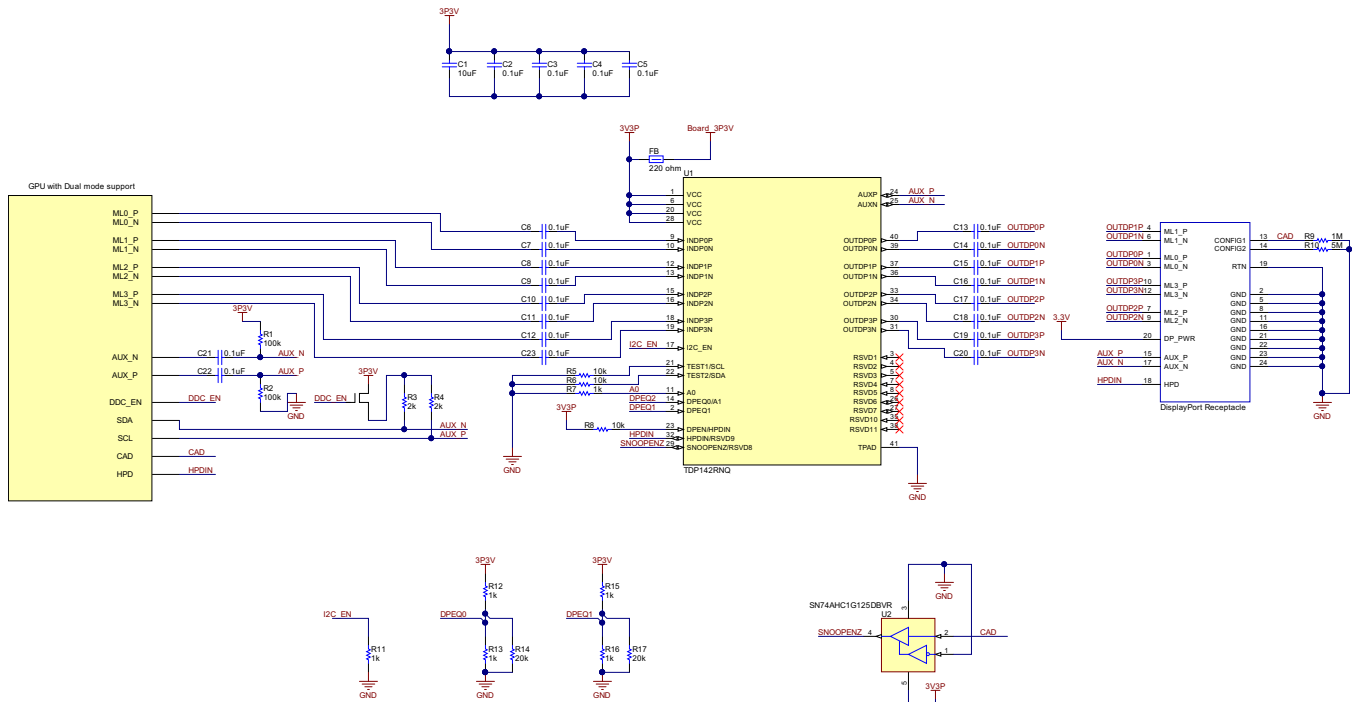 3P3V
C1
10uF
C2
0.1uF
C3
0.1uF
C4
0.1uF
C5
0.1uF
3V3P
Board_3P3V
FB
220 ohm
GPU with Dual mode support
ML0_P
ML0_N
ML1_P
ML1_N
ML2_P
ML2_N
ML3_P
ML3_N
AUX_N
AUX_P
DDC_EN
SDA
SCL
CAD
HPD
3P3V
R1
100k
C21 0.1uF AUX_N
C22 0.1uF AUX_P
R2
100k
GND
DDC_EN
DDC_EN
3P3V
R3
2k
R4
2k
AUX_N
AUX_P
CAD
HPDIN
C6 0.1uF
C7 0.1uF
C8 0.1uF
C9 0.1uF
C10 0.1uF
C11 0.1uF
C12 0.1uF
C23 0.1uF
I2C_EN
R5 10k
R6 10k
R7 1k A0
DPEQ2
DPEQ1
3V3P
R8 10k
HPDIN
SNOOPENZ
GND
U1
1 VCC
6 VCC
20 VCC
28 VCC
9 INDP0P
10 INDP0N
12 INDP1P
13 INDP1N
15 INDP2P
16 INDP2N
18 INDP3P
19 INDP3N
17 I2C_EN
21 TEST1/SCL
22 TEST2/SDA
11 A0
14 DPEQ0/A1
2 DPEQ1
23 DPEN/HPDIN
32 HPDIN/RSVD9
29 SNOOPENZ/RSVD8
TDP142RNQ
AUXP 24 AUX_P
AUXN 25 AUX_N
OUTDP0P 40
OUTDP0N 39
OUTDP1P 37
OUTDP1N 36
OUTDP2P 33
OUTDP2N 34
OUTDP3P 30
OUTDP3N 31
RSVD1 3
RSVD2 4
RSVD3 5
RSVD4 7
RSVD5 8
RSVD6
RSVD7
RSVD10
RSVD11
TPAD 41
GND
C13 0.1uF OUTDP0P
C14 0.1uF OUTDP0N
C15 0.1uF OUTDP1P
C16 0.1uF OUTDP1N
C17 0.1uF OUTDP2P
C18 0.1uF OUTDP2N
C19 0.1uF OUTDP3P
C20 0.1uF OUTDP3N
3.3V
OUTDP1P 4 ML1_P
OUTDP1N 6 ML1_N
OUTDP0P 1 ML0_P
OUTDP0N 3 ML0_N
OUTDP3P 10 ML3_P
OUTDP3N 12 ML3_N
OUTDP2P 7 ML2_P
OUTDP2N 9 ML2_N
20 DP_PWR
AUX_P 15 AUX_P
AUX_N 17 AUX_N
HPDIN 18 HPD
CONFIG1 13 CAD R9 1M
CONFIG2 14 R10 5M
RTN 19
GND 2
GND 5
GND 8
GND 11
GND 16
GND 21
GND 22
GND 23
GND 24
DisplayPort Receptacle
GND
I2C_EN
R11
1k
GND
3P3V
R12
1k
DPEQ0
R13
1k
R14
20k
GND
3P3V
R15
1k
DPEQ1
R16
1k
R17
20k
GND
GND
SN74AHC1G125DBVR
U2
3
SNOOPENZ 4
2 CAD
1
5
3V3P